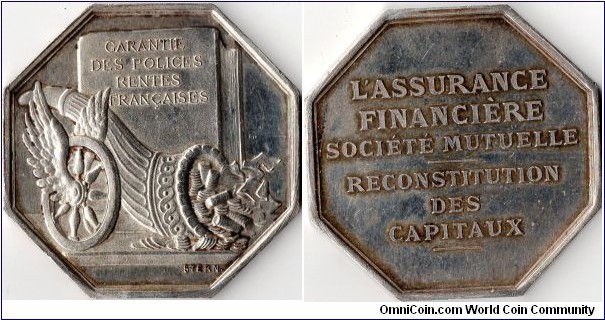 GARANTIE
DES POLICES
RENTES
FRANÇAISES
STERN.
L'ASSURANCE
FINANCIÈRE
SOCIÉTÉ MUTUELLE
RECONSTITUTION
DES
CAPITAUX
© OmniCoin.com World Coin Community